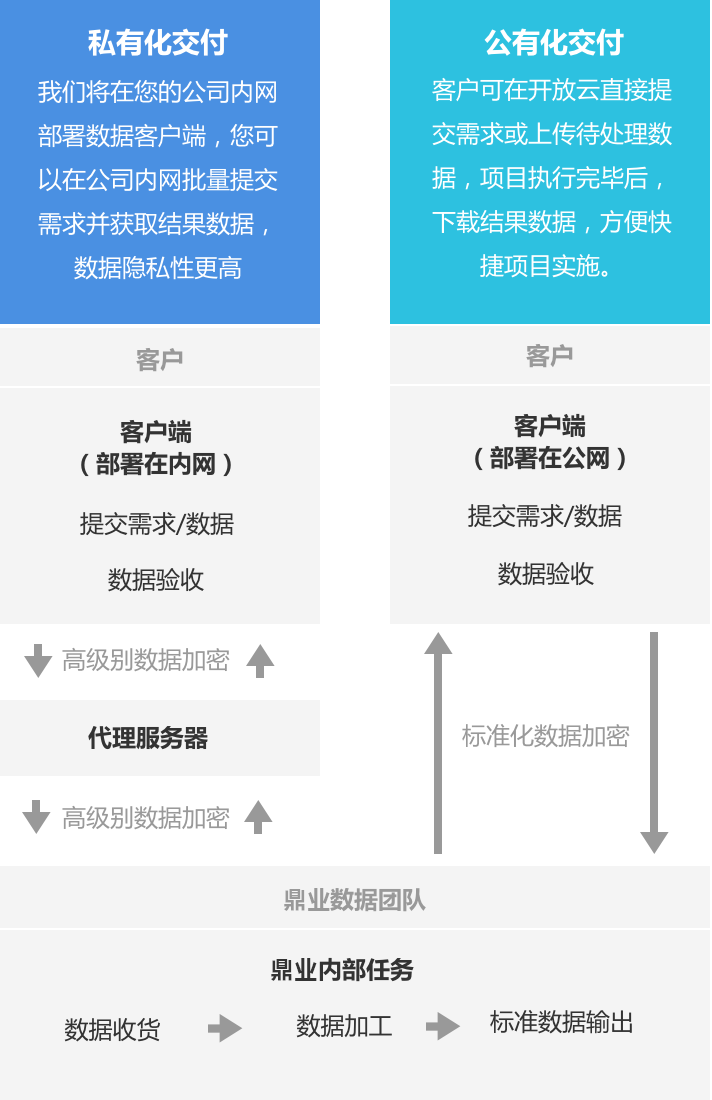 私有化交付
我们将在您的公司内网
部署数据客户端，您可
以在公司内网批量提交
需求并获取结果数据，
数据隐私性更高
公有化交付
客户可在开放云直接提
交需求或上传待处理数
据，项目执行完毕后，
下载结果数据，方便快
捷项目实施。
客户
客户端
（部署在内网）
提交需求/数据
数据验收
客户
客户端
（部署在公网）
提交需求/数据
数据验收
高级别数据加密
代理服务器
高级别数据加密
标准化数据加密
鼎业数据团队
鼎业内部任务
数据收货
数据加工
标准数据输出